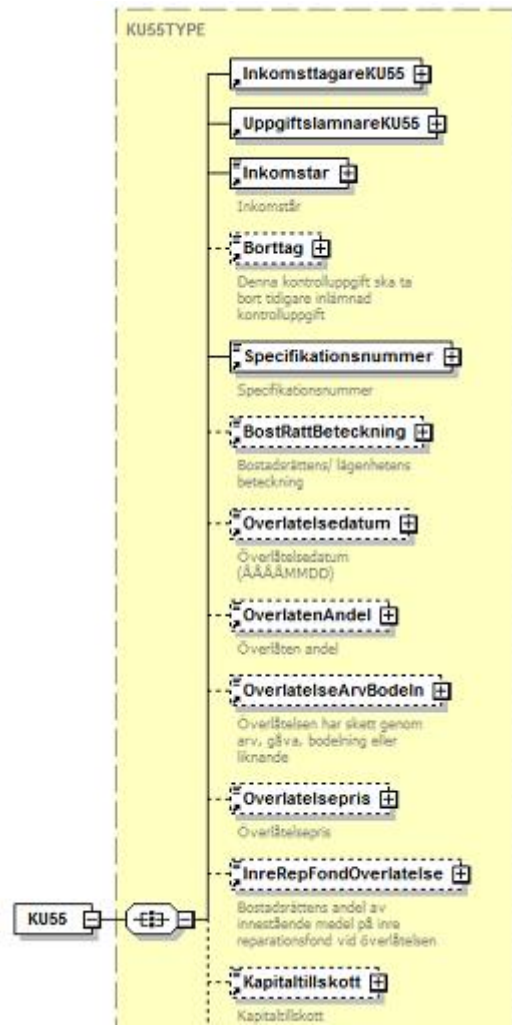 KU55TYPE
InkomsttagareKU55
UppgiftslamnareKU55
Inkomstar
Inkomstår
Borttag
Denna kontrolluppgift ska ta
bort tidigare inlämnad
kontrolluppgift
Specifikationsnummer
Specifikationsnummer
BostRattBeteckning
Bostadsrättens/ lägenhetens
beteckning
Overlatelsedatum
Överlåtelsedatum
(ÅÅÅÅMMDD)
OverlatenAndel
Överlåten andel
OverlatelseArvBodeln
Överlåtelsen har skett genom
arv, gåva, bodelning eller
liknande
Overlatelsepris
Överlåtelsepris
InreRepFondOverlatelse
Bostadsrättens andel av
innestående medel på inre
reparationsfond vid överlåtelsen
KU55
Kapitaltillskott
Kapitaltillskott